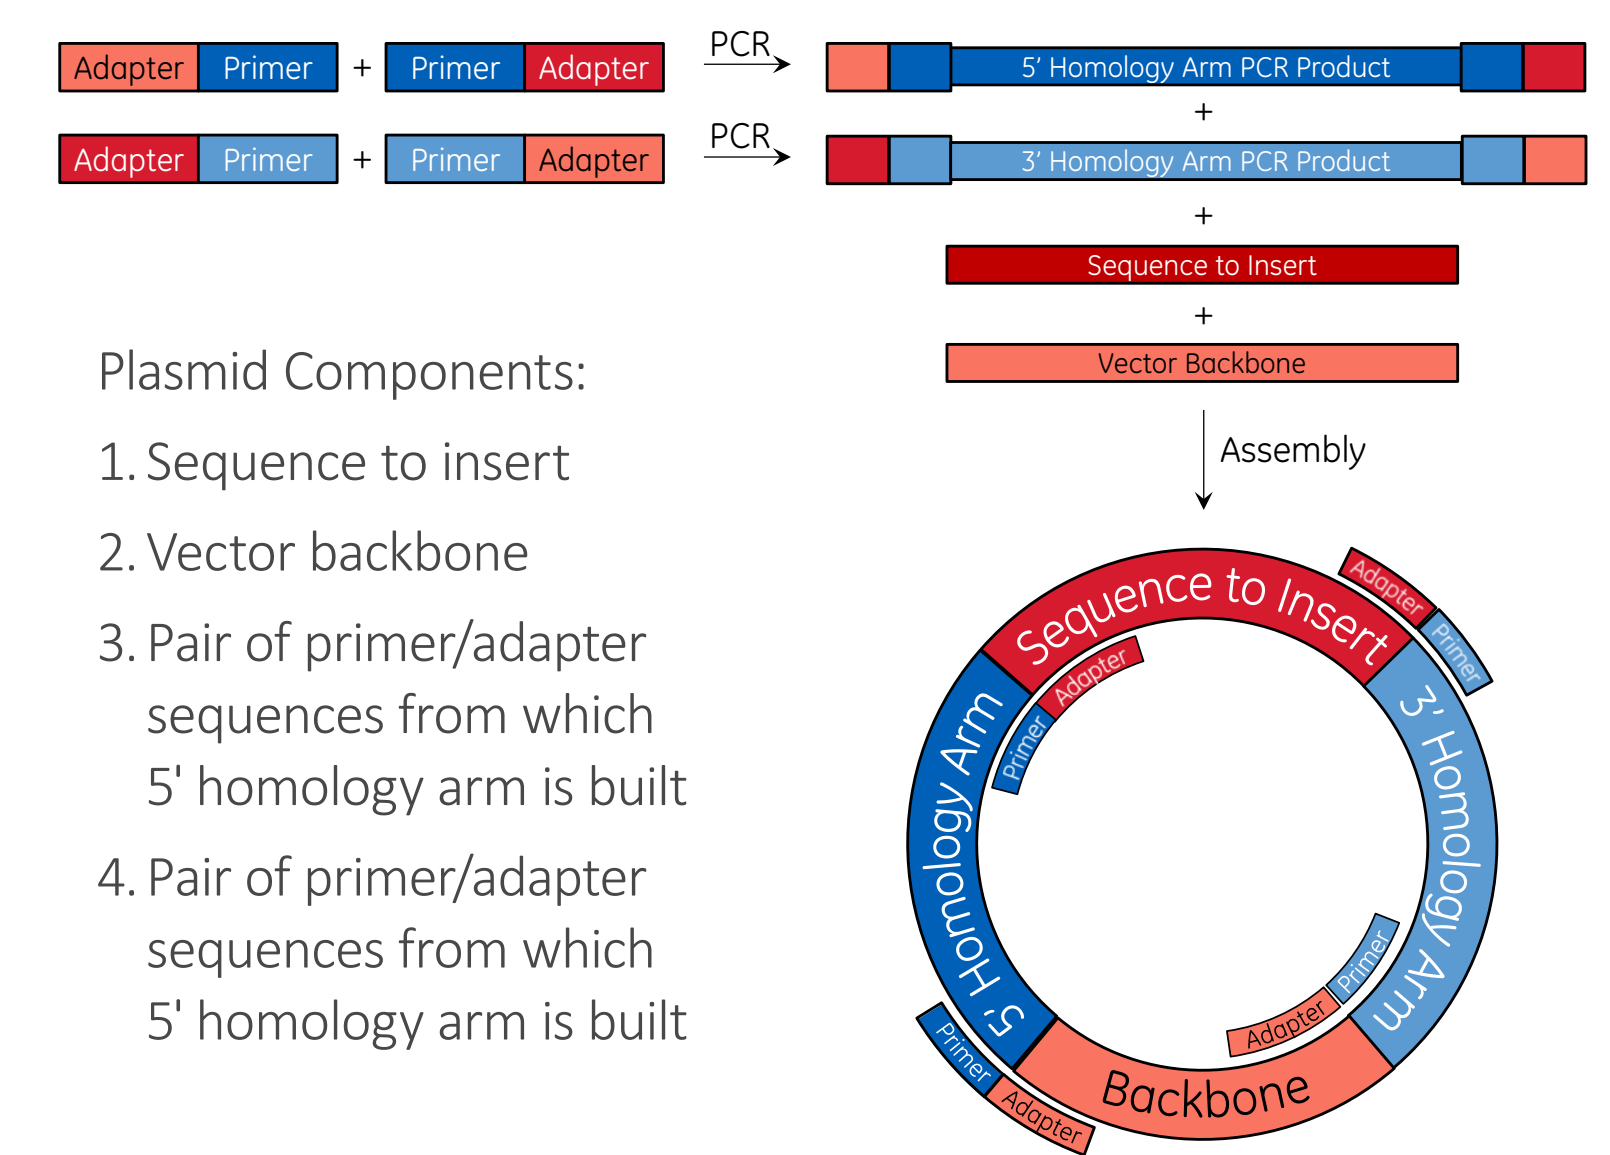 Adapter Primer + Primer Adapter PCR 5’ Homology Arm PCR Product
+
Adapter Primer + Primer Adapter PCR 3’ Homology Arm PCR Product
+
Sequence to Insert
+
Vector Backbone
Assembly
Plasmid Components:
1. Sequence to insert
2. Vector backbone
3. Pair of primer/adapter
sequences from which
5' homology arm is built
4. Pair of primer/adapter
sequences from which
5' homology arm is built
Sequence to Insert
Adapter
Primer
Adapter
Primer
5’ Homology Arm
3’ Homology Arm
Primer
Adapter
Primer
Adapter
Backbone